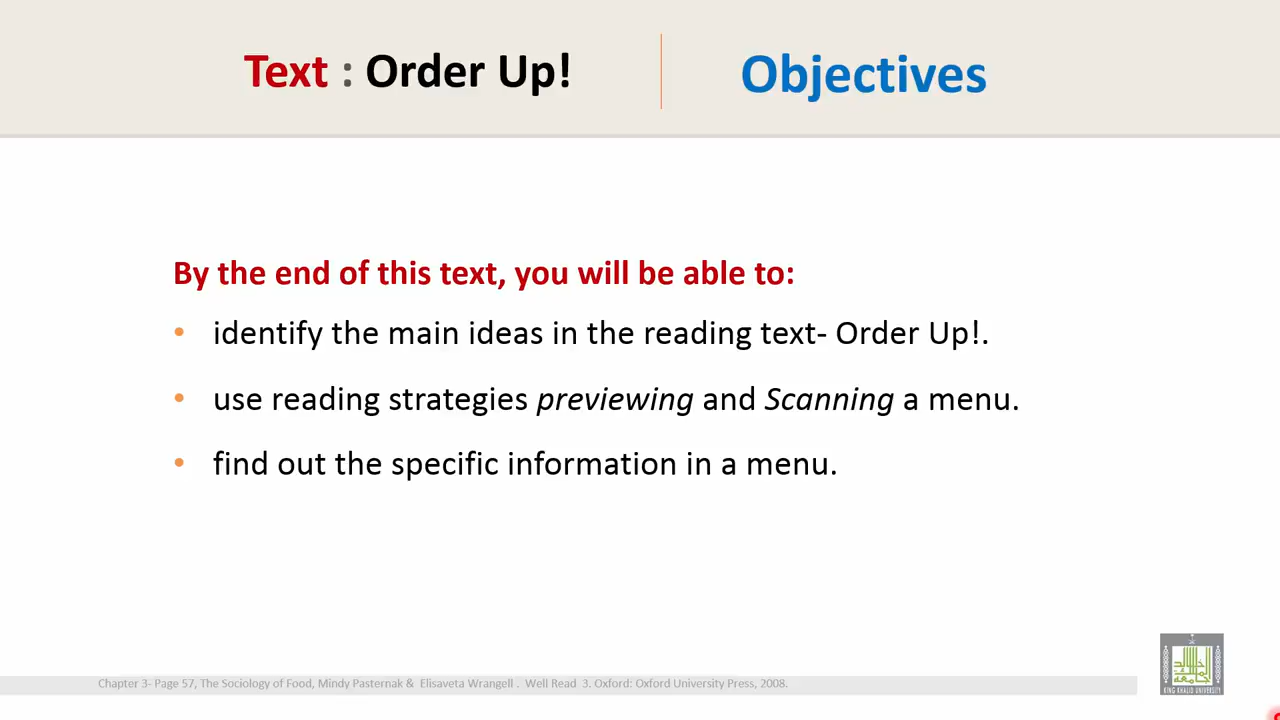 Text : Order Up!
Objectives
By the end of this text, you will be able to:
• identify the main ideas in the reading text- Order Up!.
• use reading strategies previewing and Scanning a menu.
• find out the specific information in a menu.
Chapter 3- Page 57, The Sociology of Food, Mindy Pasternak & Elisaveta Wrangell . Well Read 3. Oxford: Oxford University Press, 2008.
KING KHALID UNIVERSITY